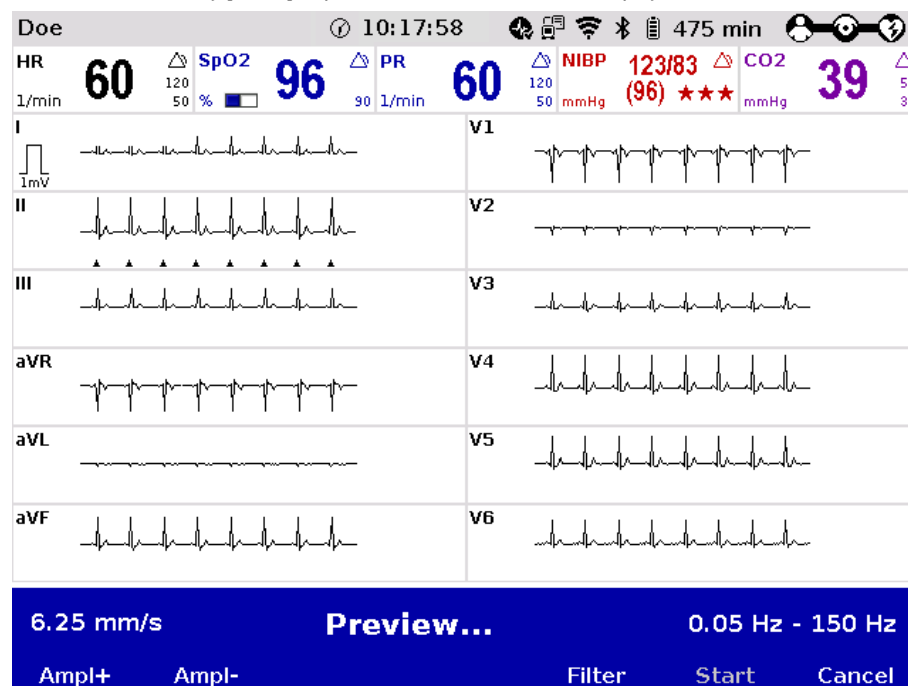 Doe 10:17:58 475 min
HR 60 120 50 1/min
SpO2 96 90 %
PR 60 120 50 1/min
NIBP 123/83 (96) ★★★ mmHg
CO2 39 5 3 mmHg
I
1mV
II
III
aVR
aVL
aVF
V1
V2
V3
V4
V5
V6
6.25 mm/s Preview... 0.05 Hz - 150 Hz
Ampl+ Ampl- Filter Start Cancel